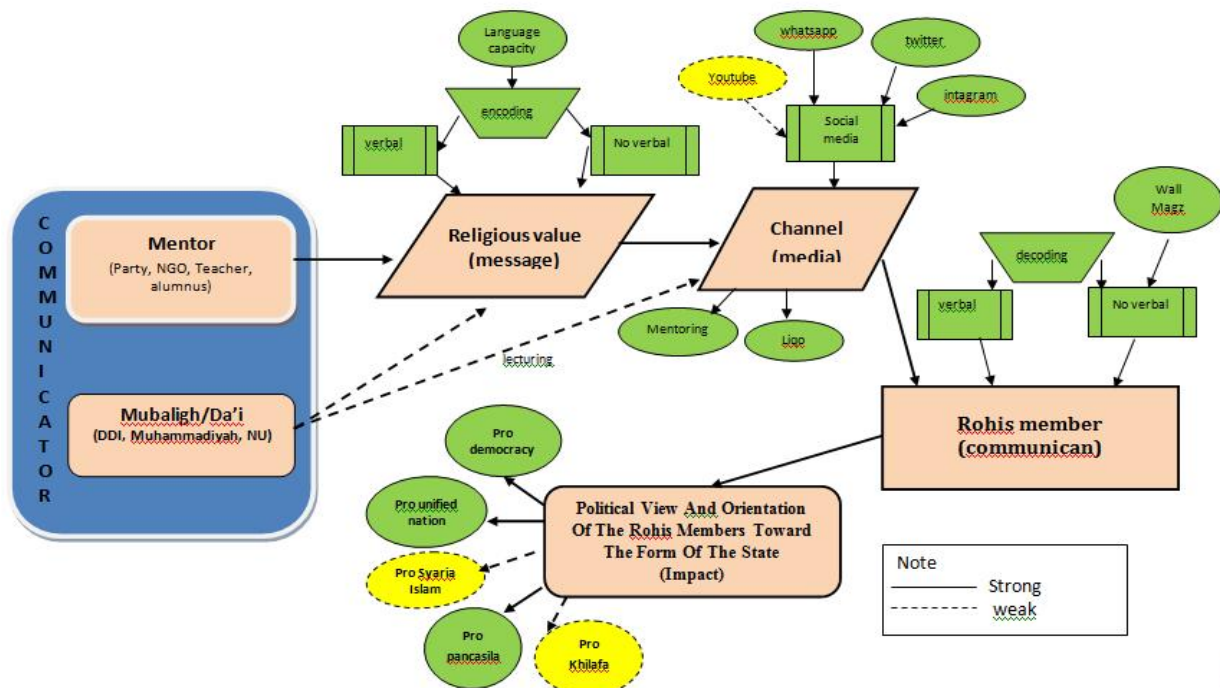 COMMUNICATOR
Mentor
(Party, NGO, Teacher,
alumnus)
Mubaligh/Da'i
(DDI, Muhammadiyah, NU)
Language
capacity
encoding
verbal
No verbal
Religious value
(message)
whatsapp
twitter
Youtube
intagram
Social
media
Channel
(media)
Mentoring
Liqo
lecturing
Wall
Magz
decoding
verbal
No verbal
Rohis member
(communican)
Political View And Orientation
Of The Rohis Members Toward
The Form Of The State
(Impact)
Pro
democracy
Pro unified
nation
Pro Syaria
Islam
Pro
pancasila
Pro
Khilafa
Note
Strong
weak